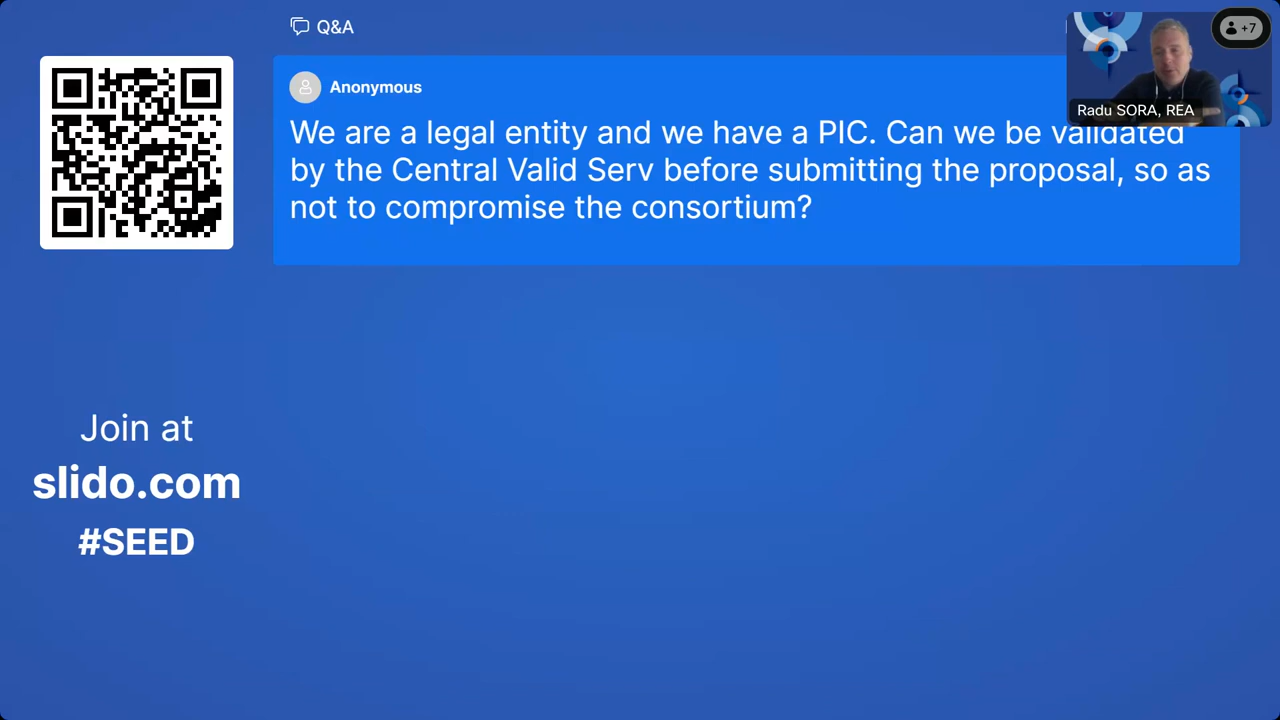 Q&A
Anonymous
We are a legal entity and we have a PIC. Can we be validated
by the Central Valid Serv before submitting the proposal, so as
not to compromise the consortium?
Radu SORA, REA
+7
Join at
slido.com
#SEED